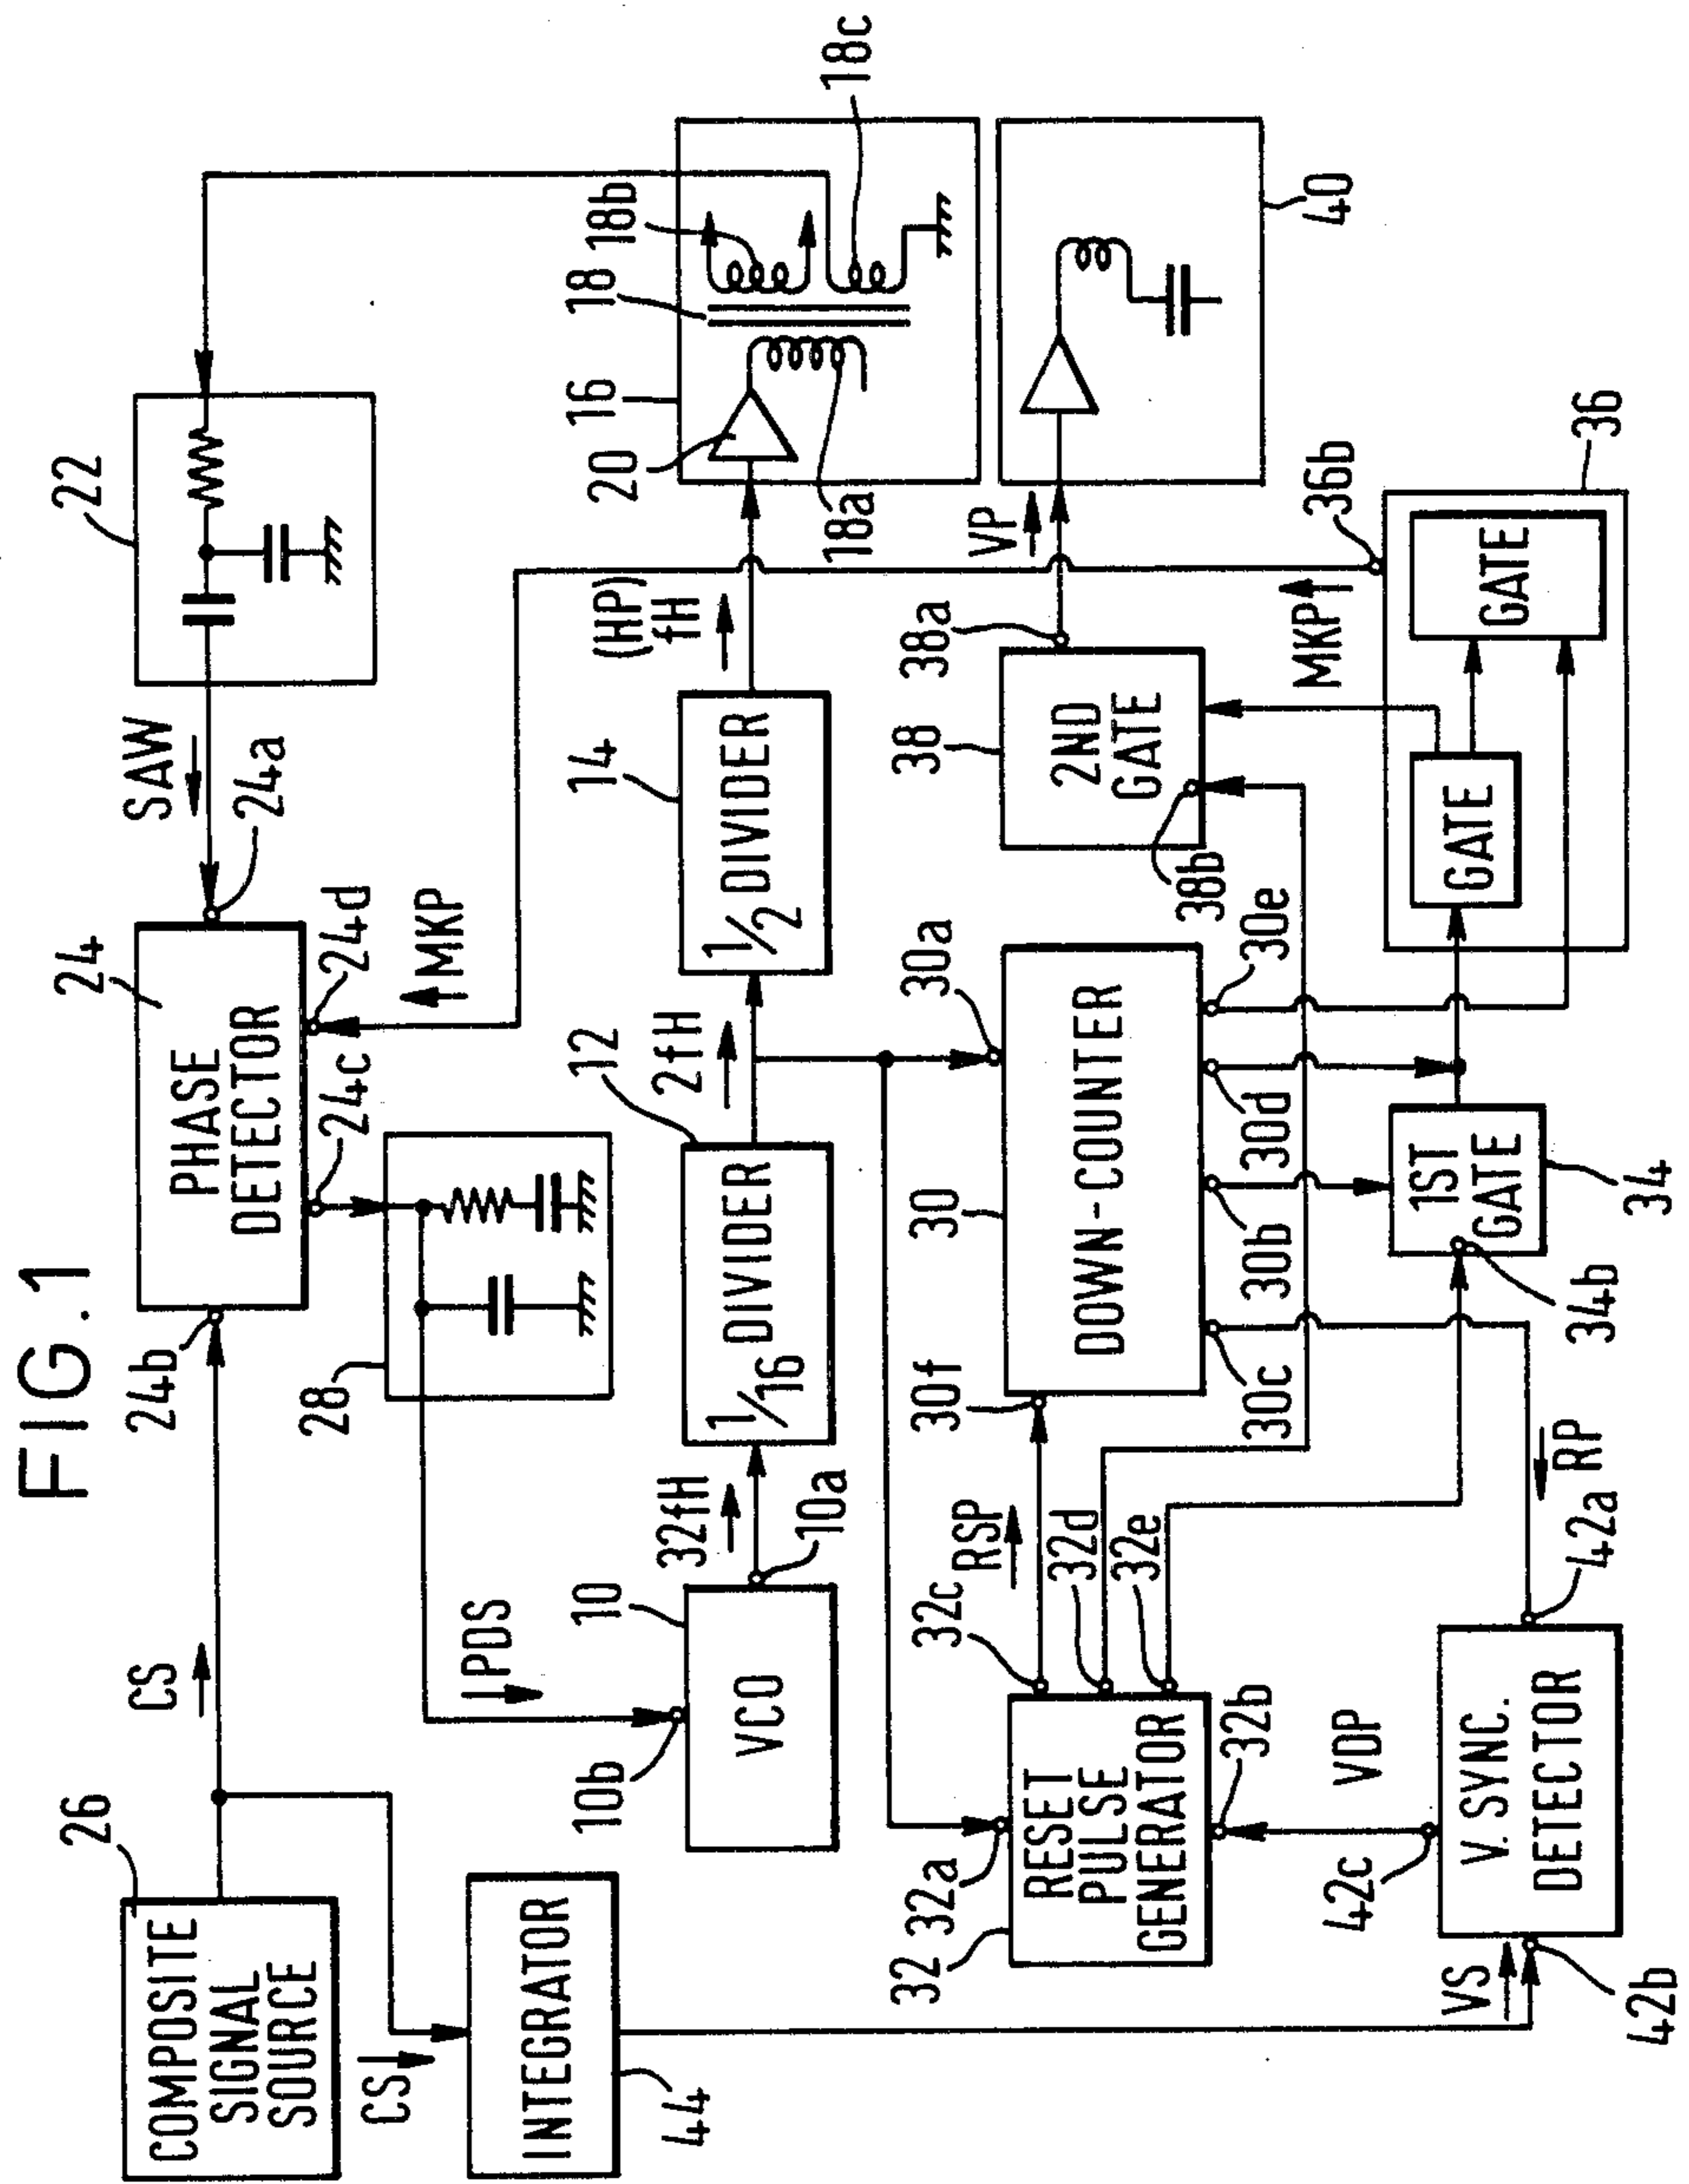 FIG.1
COMPOSITE
SIGNAL
SOURCE
26
CS
CS
24b
24
PHASE
DETECTOR
24a
24c
24d
MKP
SAW
22
28
INTEGRATOR
44
PDS
10
10b
VCO
10a
32fH
12
1/16 DIVIDER
2fH
14
1/2 DIVIDER
(HP)
fH
16
18
18a
18b
18c
20
32
32a
RESET
PULSE
GENERATOR
32b
32c
32d
32e
RSP
30
30a
30f
DOWN-COUNTER
30c
30b
30d
30e
38
2ND
GATE
38a
38b
VP
40
VS
42b
V. SYNC.
DETECTOR
42c
42a
VDP
RP
34b
1ST
GATE
34
GATE
GATE
MKP
36b
36